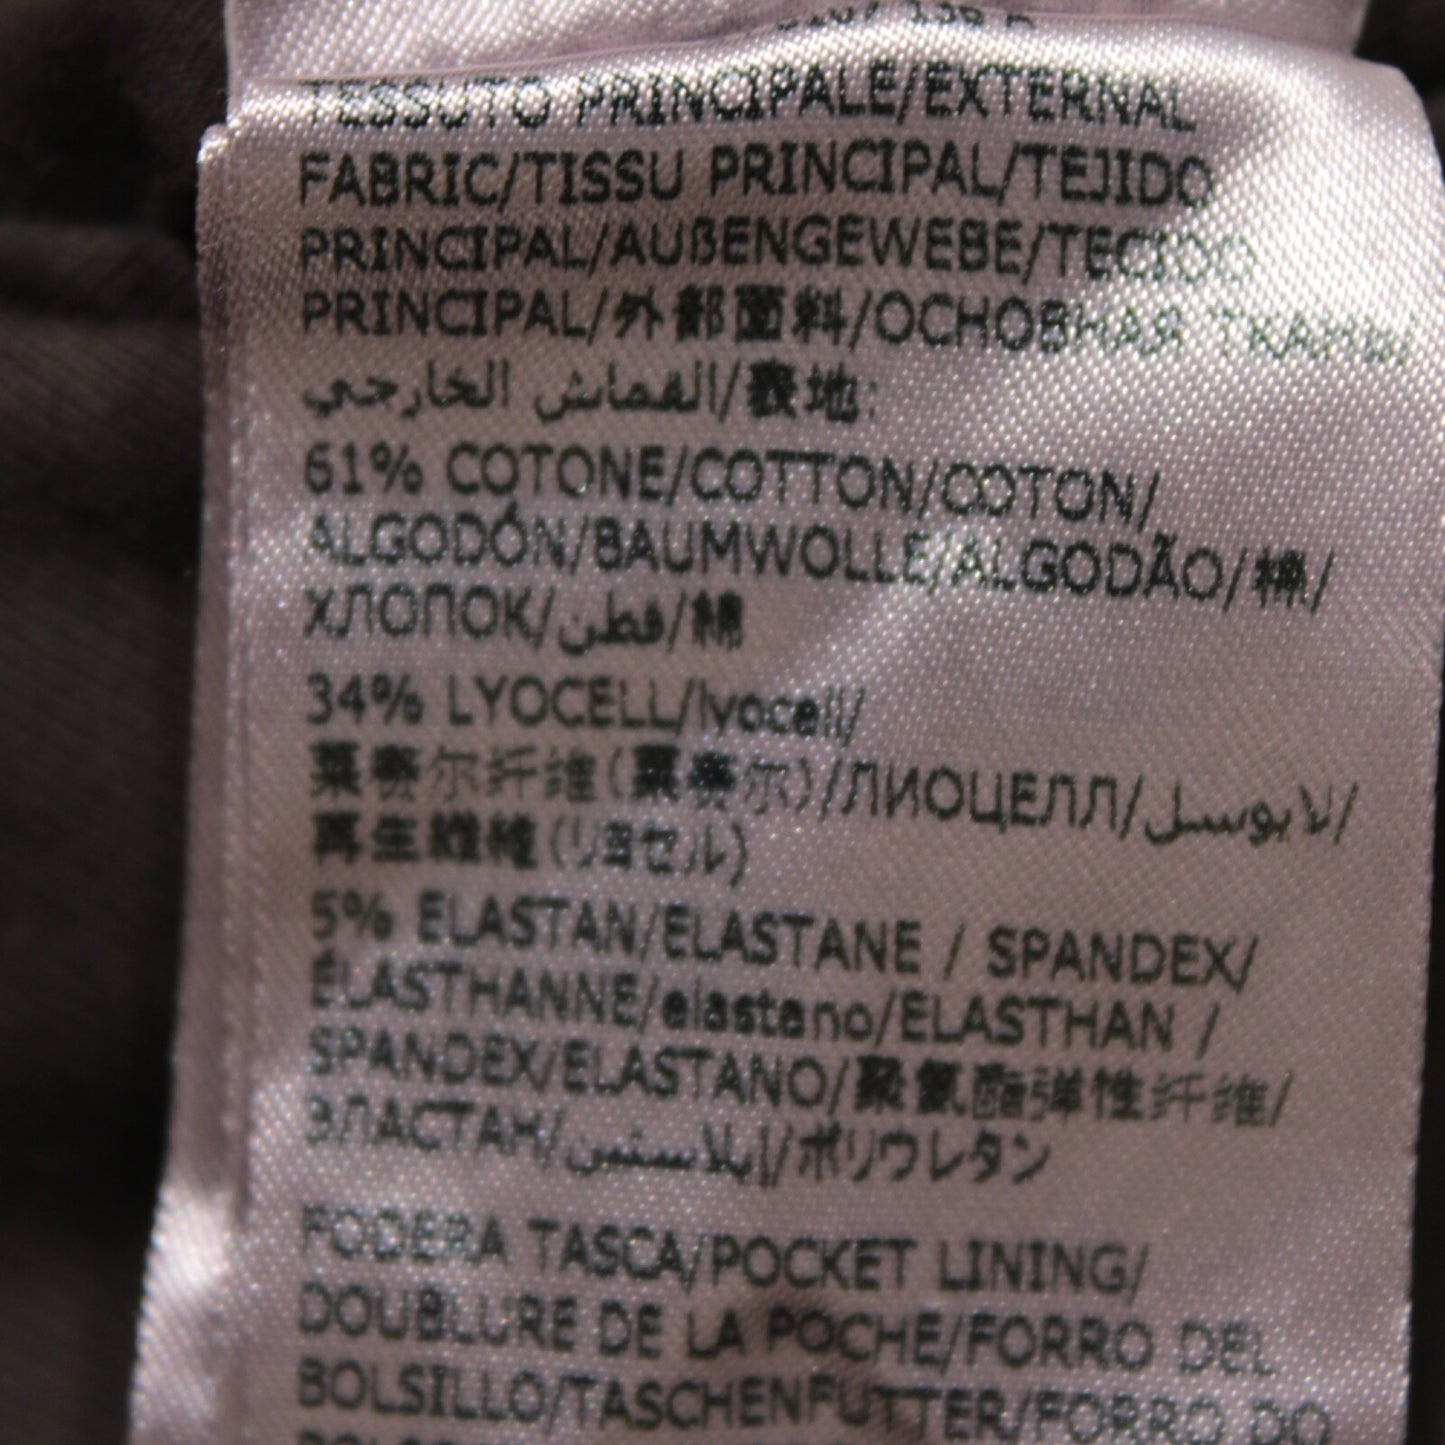 TESSUTO PRINCIPALE/EXTERNAL
FABRIC/TISSU PRINCIPAL/TEJIDO
PRINCIPAL/AUßENGEWEBE/TECIDO
PRINCIPAL/外部面料/ОСНОВНАЯ ТКАНЬ
القماش الخارجي/表地:
61% COTONE/COTTON/COTON/
ALGODÓN/BAUMWOLLE/ALGODÃO/棉/
ХЛОПОК/قطن/綿
34% LYOCELL/lyocell/
莱赛尔纤维(莱赛尔)/ЛИОЦЕЛЛ/لايوسيل/
再生繊維(リヨセル)
5% ELASTAN/ELASTANE / SPANDEX/
ÉLASTHANNE/elastano/ELASTHAN /
SPANDEX/ELASTANO/聚氨酯弹性纤维/
ЭЛАСТАН/إيلاستين/ポリウレタン
FODERA TASCA/POCKET LINING/
DOUBLURE DE LA POCHE/FORRO DEL
BOLSILLO/TASCHENFUTTER/FORRO DO